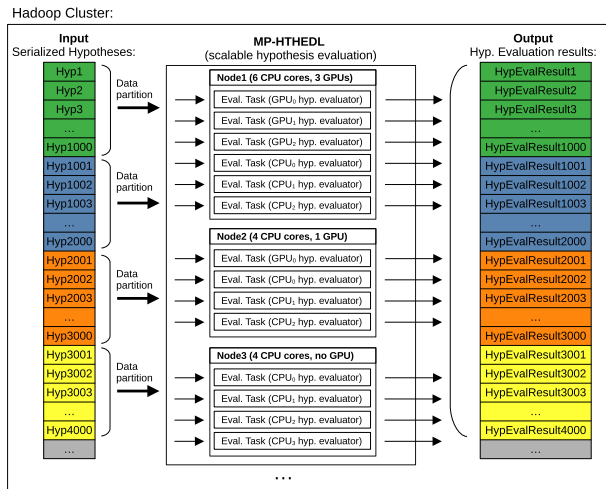 Hadoop Cluster:
Input
Serialized Hypotheses:
Hyp1
Hyp2
Hyp3
...
Hyp1000
Hyp1001
Hyp1002
Hyp1003
...
Hyp2000
Hyp2001
Hyp2002
Hyp2003
...
Hyp3000
Hyp3001
Hyp3002
Hyp3003
...
Hyp4000
...
Data
partition
Data
partition
Data
partition
Data
partition
MP-HTHEDL
(scalable hypothesis evaluation)
Node1 (6 CPU cores, 3 GPUs)
Eval. Task (GPU₀ hyp. evaluator)
Eval. Task (GPU₁ hyp. evaluator)
Eval. Task (GPU₂ hyp. evaluator)
Eval. Task (CPU₀ hyp. evaluator)
Eval. Task (CPU₁ hyp. evaluator)
Eval. Task (CPU₂ hyp. evaluator)
Node2 (4 CPU cores, 1 GPU)
Eval. Task (GPU₀ hyp. evaluator)
Eval. Task (CPU₀ hyp. evaluator)
Eval. Task (CPU₁ hyp. evaluator)
Eval. Task (CPU₂ hyp. evaluator)
Node3 (4 CPU cores, no GPU)
Eval. Task (CPU₀ hyp. evaluator)
Eval. Task (CPU₁ hyp. evaluator)
Eval. Task (CPU₂ hyp. evaluator)
Eval. Task (CPU₃ hyp. evaluator)
...
Output
Hyp. Evaluation results:
HypEvalResult1
HypEvalResult2
HypEvalResult3
...
HypEvalResult1000
HypEvalResult1001
HypEvalResult1002
HypEvalResult1003
...
HypEvalResult2000
HypEvalResult2001
HypEvalResult2002
HypEvalResult2003
...
HypEvalResult3000
HypEvalResult3001
HypEvalResult3002
HypEvalResult3003
...
HypEvalResult4000
...